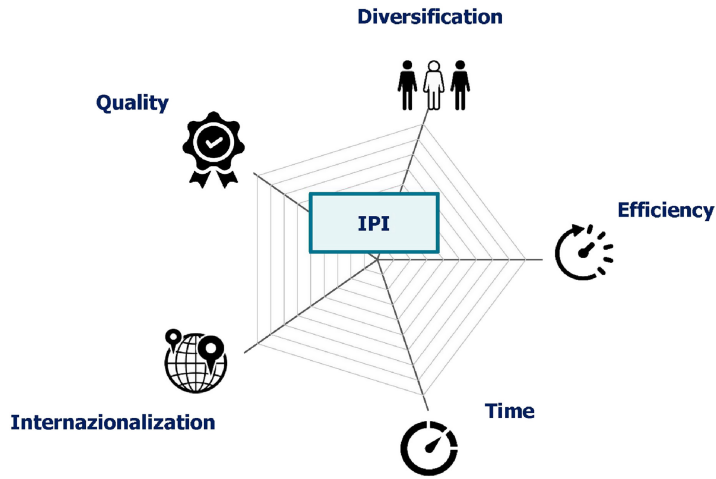 Diversification
Quality
Efficiency
IPI
Internazionalization
Time